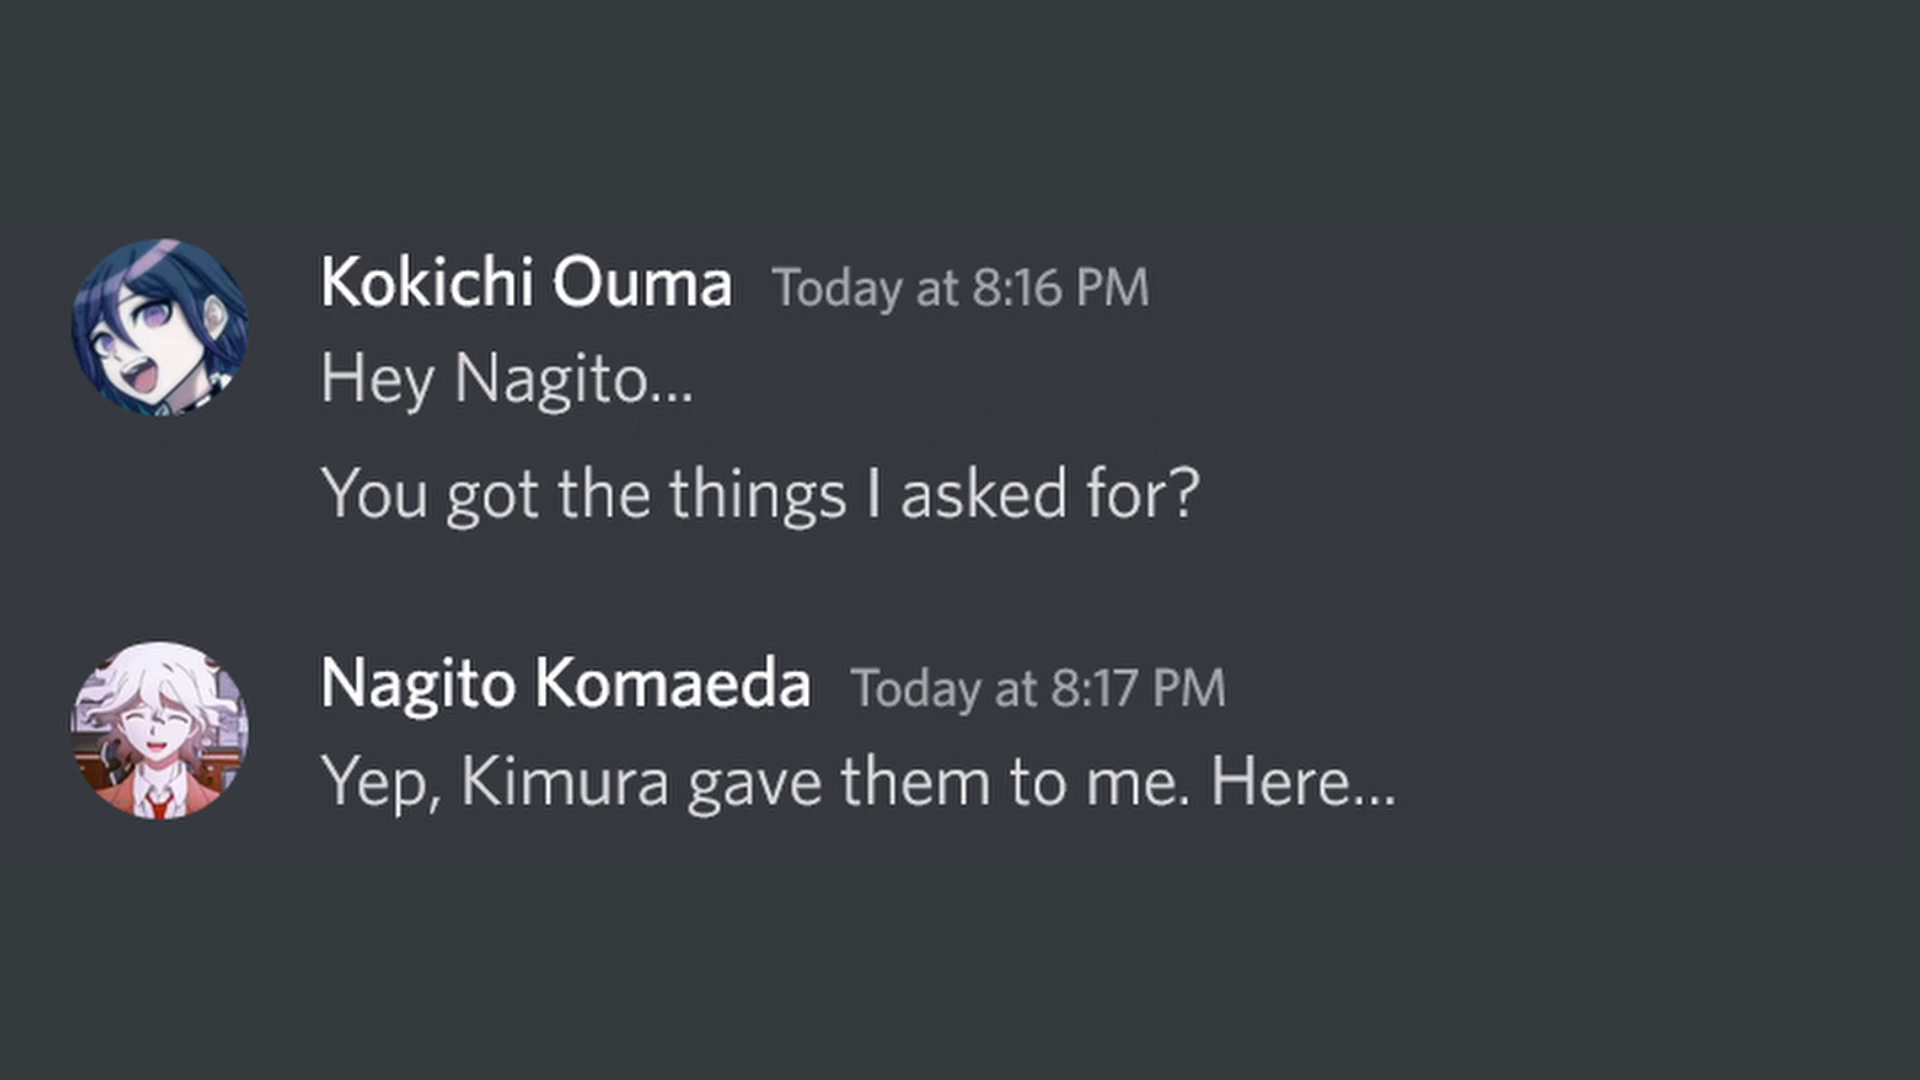 Kokichi Ouma Today at 8:16 PM
Hey Nagito...
You got the things I asked for?
Nagito Komaeda Today at 8:17 PM
Yep, Kimura gave them to me. Here...